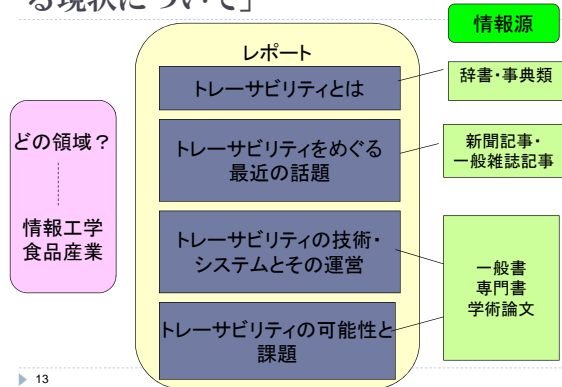 る現状について」
情報源
レポート
トレーサビリティとは
辞書・事典類
どの領域？
情報工学
食品産業
トレーサビリティをめぐる
最近の話題
新聞記事・
一般雑誌記事
トレーサビリティの技術・
システムとその運営
一般書
専門書
学術論文
トレーサビリティの可能性と
課題
13